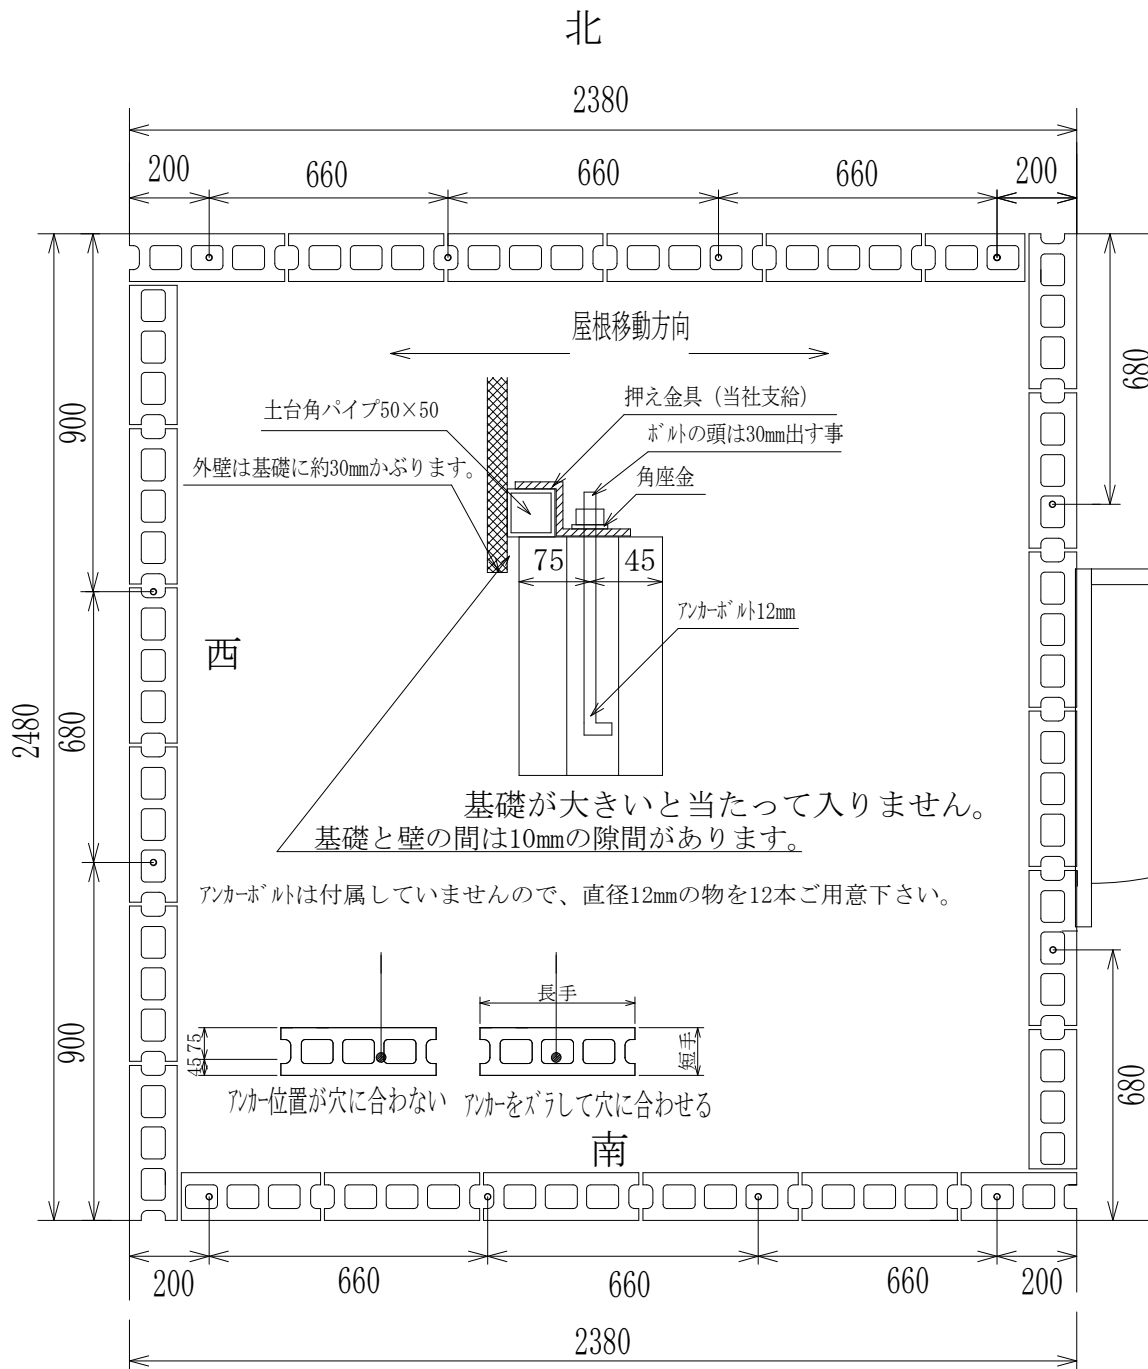 北
2380
200 660 660 660 200
屋根移動方向
680
900
土台角パイプ50×50
押え金具（当社支給）
ﾎﾞﾙﾄの頭は30mm出す事
外壁は基礎に約30mmかぶります。
角座金
75 45
ｱﾝｶｰﾎﾞﾙﾄ12mm
西
2480
680
基礎が大きいと当たって入りません。
基礎と壁の間は10mmの隙間があります。
ｱﾝｶｰﾎﾞﾙﾄは付属していませんので、直径12mmの物を12本ご用意下さい。
900
長手
75
45
短手
680
ｱﾝｶｰ位置が穴に合わない
ｱﾝｶｰをｽﾞﾗして穴に合わせる
南
200 660 660 660 200
2380